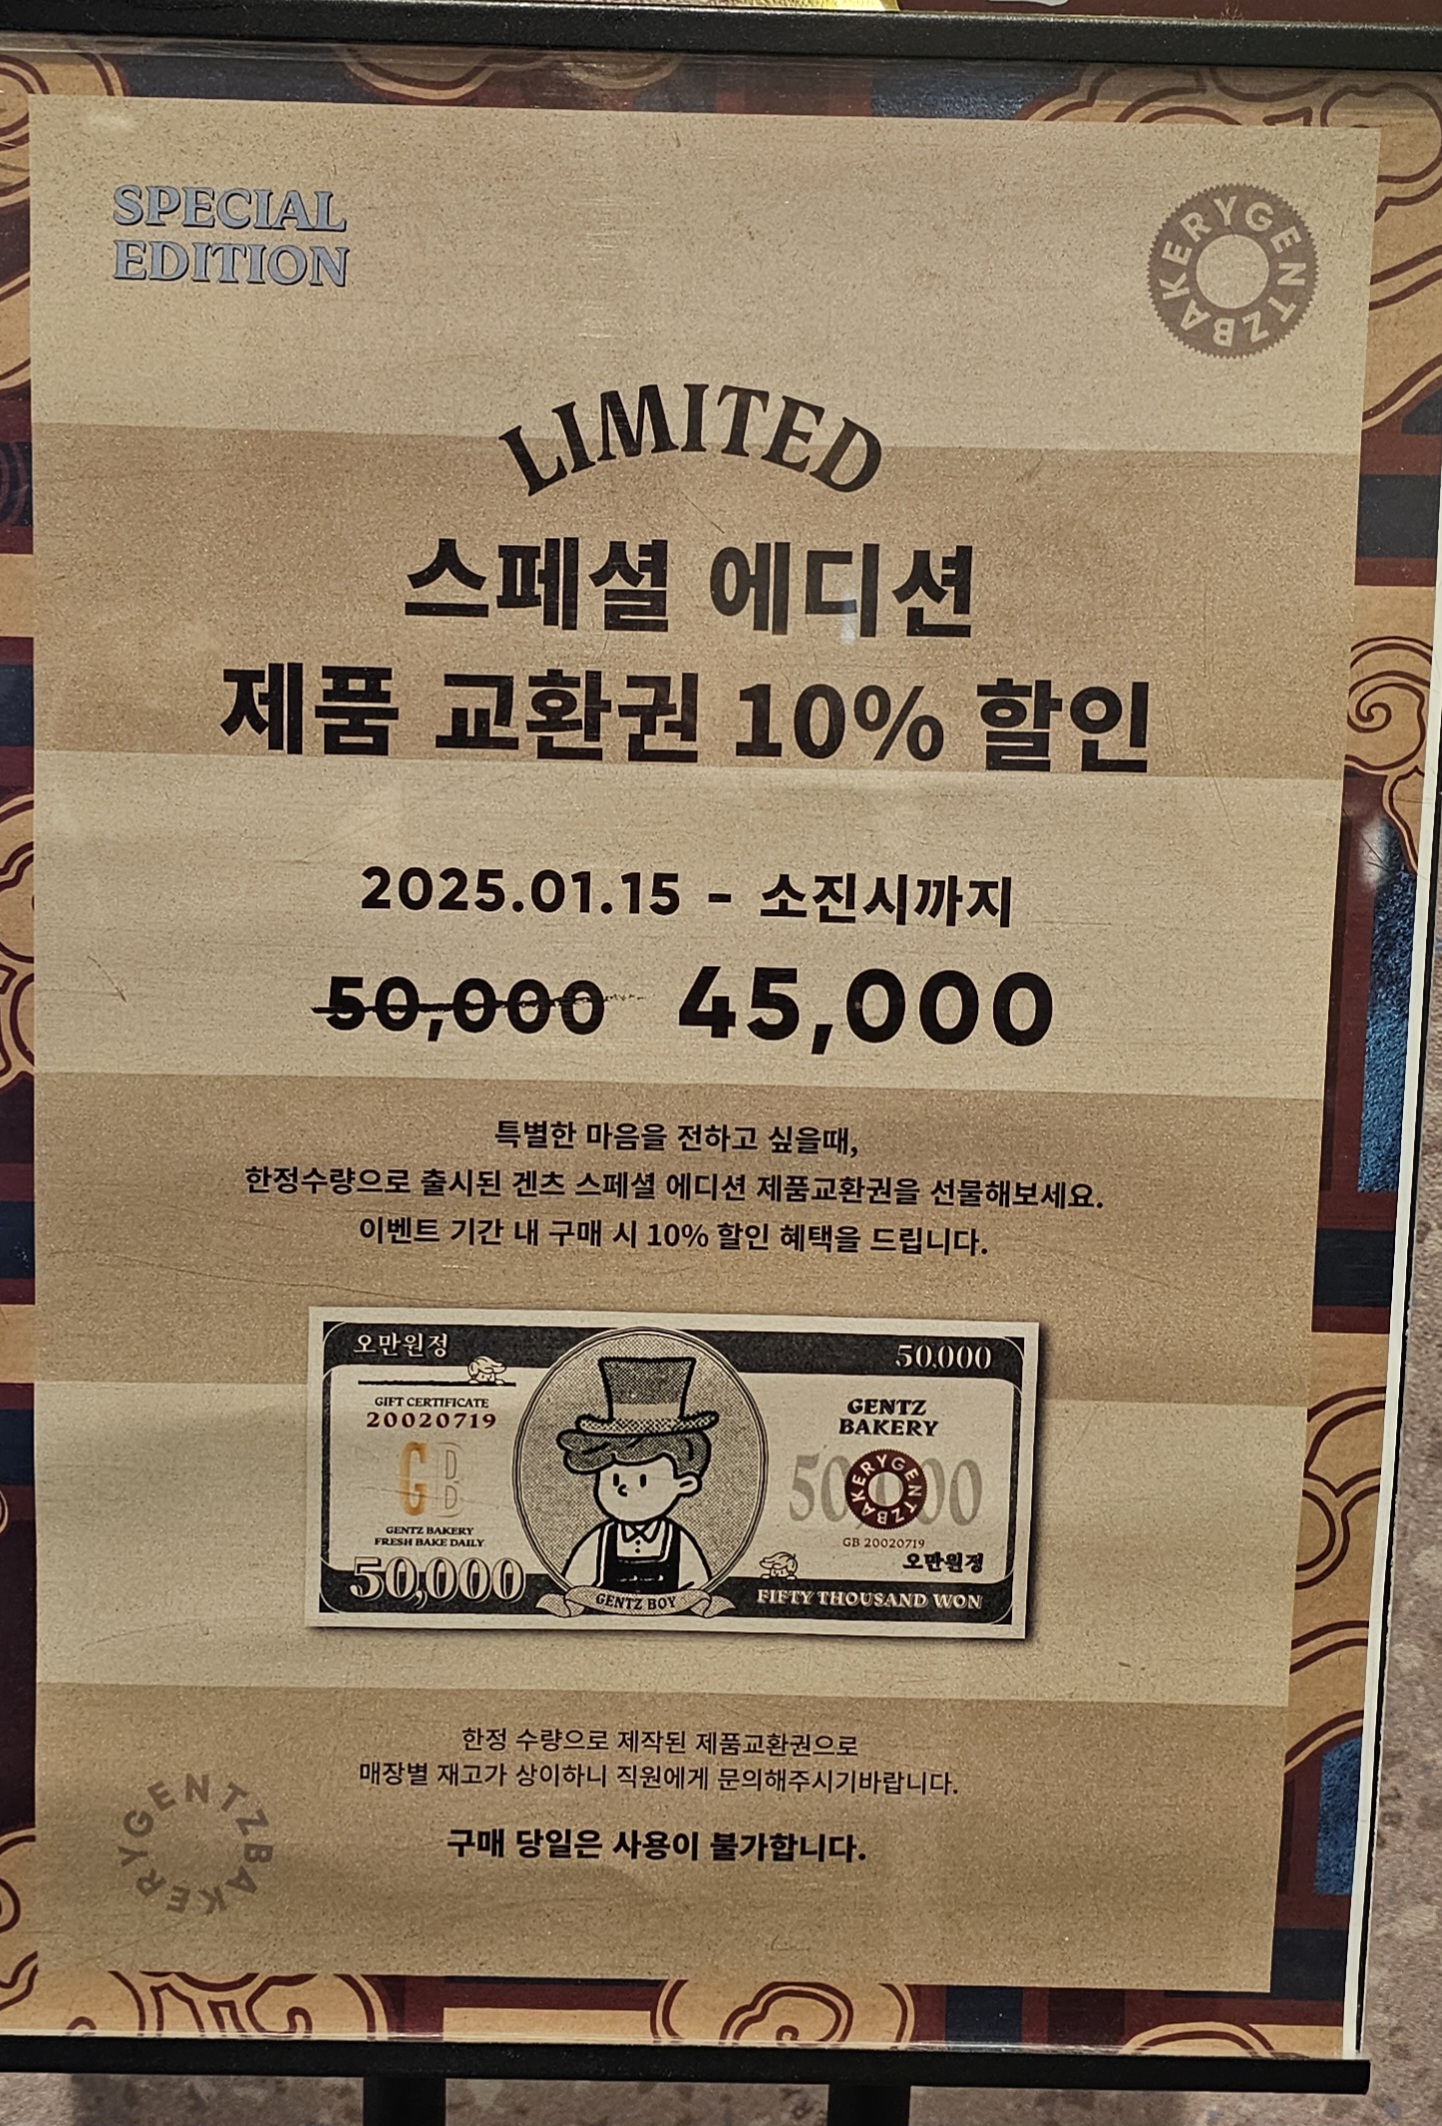 SPECIAL
EDITION
GENTZBAKERY
LIMITED
스페셜 에디션
제품 교환권 10% 할인
2025.01.15 - 소진시까지
50,000 45,000
특별한 마음을 전하고 싶을때,
한정수량으로 출시된 겐츠 스페셜 에디션 제품교환권을 선물해보세요.
이벤트 기간 내 구매 시 10% 할인 혜택을 드립니다.
오만원정
50,000
GIFT CERTIFICATE
20020719
GB
GENTZ BAKERY
FRESH BAKE DAILY
50,000
GENTZ BOY
GENTZ
BAKERY
50,000
GENTZBAKERY
GB 20020719
오만원정
FIFTY THOUSAND WON
한정 수량으로 제작된 제품교환권으로
매장별 재고가 상이하니 직원에게 문의해주시기바랍니다.
구매 당일은 사용이 불가합니다.
GENTZBAKERY